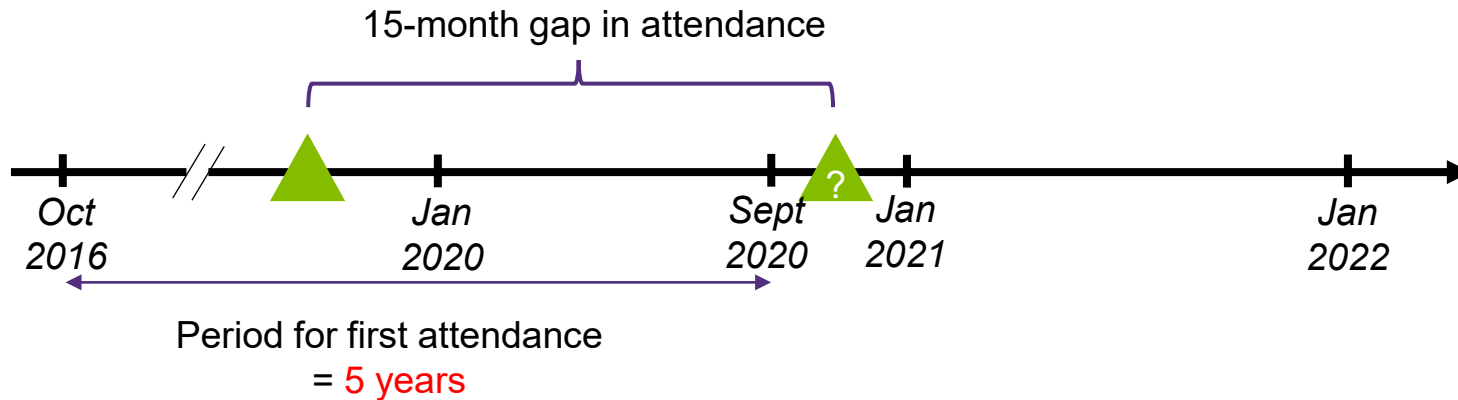 15-month gap in attendance
?
Oct
2016
Jan
2020
Sept
2020
Jan
2021
Jan
2022
Period for first attendance
= 5 years